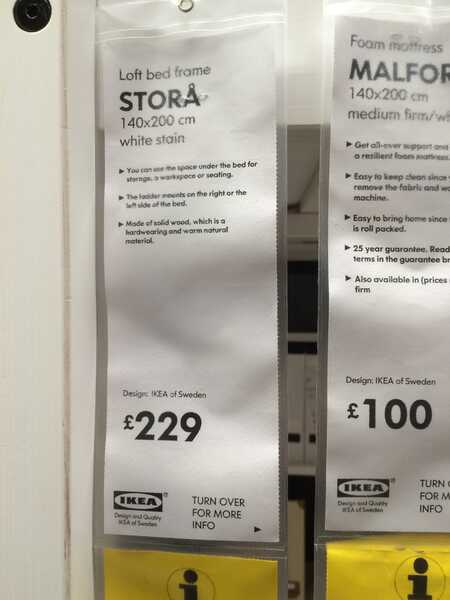 Loft bed frame
STORÅ
140x200 cm
white stain
▶ You can use the space under the bed for
storage, a workspace or seating.
▶ The ladder mounts on the right or the
left side of the bed.
▶ Made of solid wood, which is a
hardwearing and warm natural
material.
Design: IKEA of Sweden
£229
IKEA®
Design and Quality
IKEA of Sweden
TURN OVER
FOR MORE
INFO ▶
i
Foam mattress
MALFOR
140x200 cm
medium firm/wh
▶ Get all-over support and
a resilient foam mattress.
▶ Easy to keep clean since
remove the fabric and
machine.
▶ Easy to bring home since
is roll packed.
▶ 25 year guarantee. Read
terms in the guarantee br
▶ Also available in (prices
firm
Design: IKEA of Sweden
£100
IKEA®
Design and Quality
IKEA of Sweden
TURN
FOR M
INFO
i